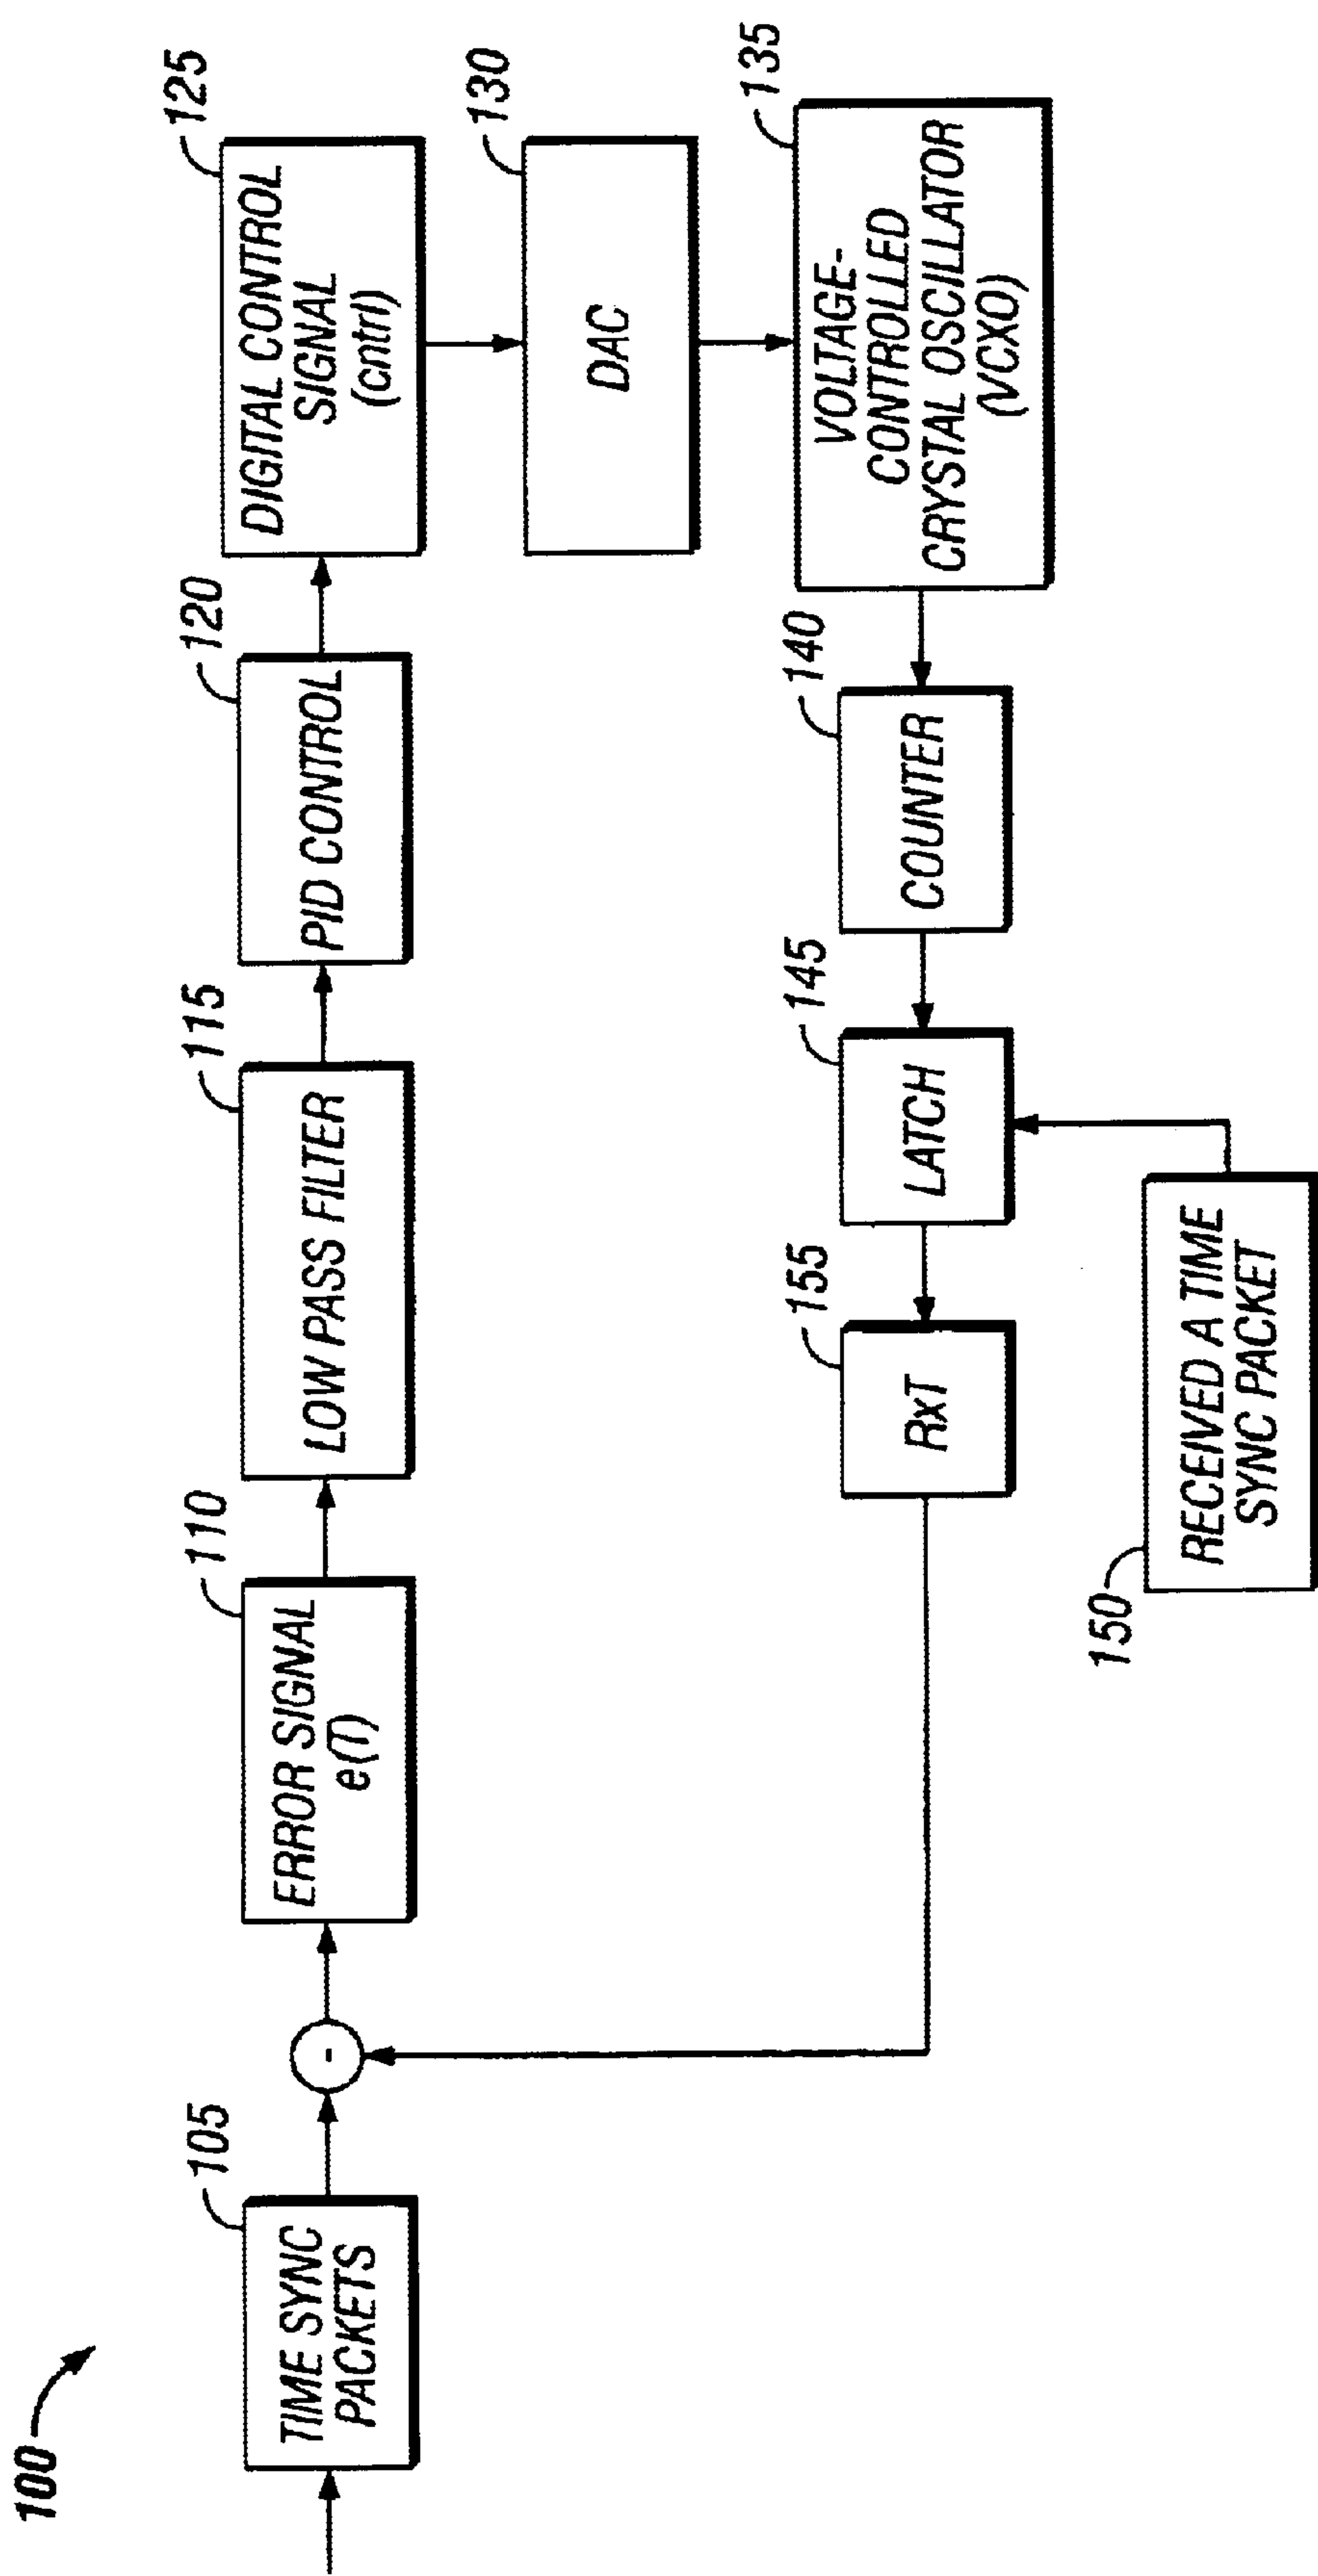 100
105
TIME SYNC
PACKETS
-
110
ERROR SIGNAL
e(T)
115
LOW PASS FILTER
120
PID CONTROL
125
DIGITAL CONTROL
SIGNAL
(cntrl)
130
DAC
135
VOLTAGE-
CONTROLLED
CRYSTAL OSCILLATOR
(VCXO)
140
COUNTER
145
LATCH
155
RxT
150
RECEIVED A TIME
SYNC PACKET